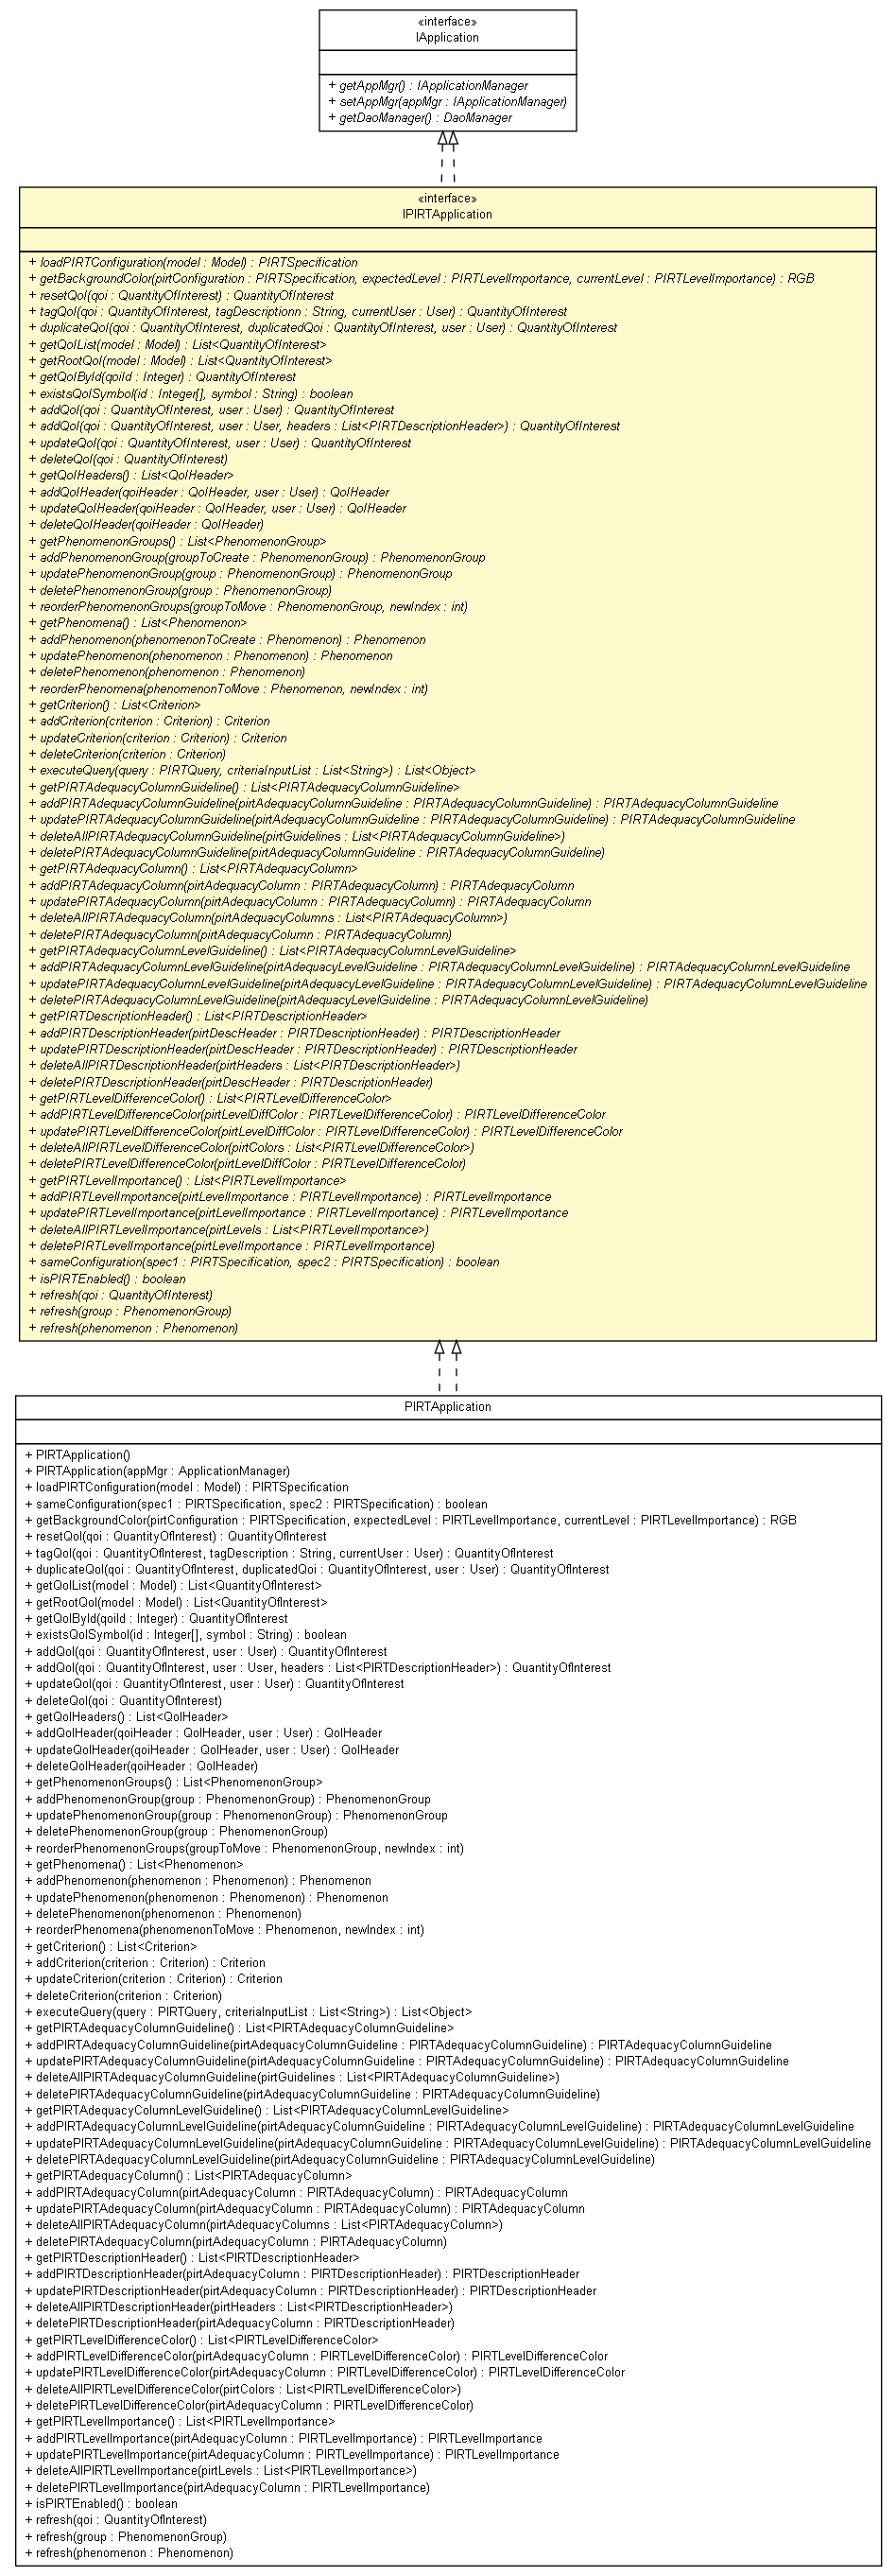 «interface»
IApplication
+ getAppMgr() : IApplicationManager
+ setAppMgr(appMgr : IApplicationManager)
+ getDaoManager() : DaoManager
«interface»
IPIRTApplication
+ loadPIRTConfiguration(model : Model) : PIRTSpecification
+ getBackgroundColor(pirtConfiguration : PIRTSpecification, expectedLevel : PIRTLevelImportance, currentLevel : PIRTLevelImportance) : RGB
+ resetQoI(qoi : QuantityOfInterest) : QuantityOfInterest
+ tagQoI(qoi : QuantityOfInterest, tagDescriptionn : String, currentUser : User) : QuantityOfInterest
+ duplicateQoI(qoi : QuantityOfInterest, duplicatedQoi : QuantityOfInterest, user : User) : QuantityOfInterest
+ getQoIList(model : Model) : List<QuantityOfInterest>
+ getRootQoI(model : Model) : List<QuantityOfInterest>
+ getQoIById(qoiId : Integer) : QuantityOfInterest
+ existsQoISymbol(id : Integer[], symbol : String) : boolean
+ addQoI(qoi : QuantityOfInterest, user : User) : QuantityOfInterest
+ addQoI(qoi : QuantityOfInterest, user : User, headers : List<PIRTDescriptionHeader>) : QuantityOfInterest
+ updateQoI(qoi : QuantityOfInterest, user : User) : QuantityOfInterest
+ deleteQoI(qoi : QuantityOfInterest)
+ getQoIHeaders() : List<QoIHeader>
+ addQoIHeader(qoiHeader : QoIHeader, user : User) : QoIHeader
+ updateQoIHeader(qoiHeader : QoIHeader, user : User) : QoIHeader
+ deleteQoIHeader(qoiHeader : QoIHeader)
+ getPhenomenonGroups() : List<PhenomenonGroup>
+ addPhenomenonGroup(groupToCreate : PhenomenonGroup) : PhenomenonGroup
+ updatePhenomenonGroup(group : PhenomenonGroup) : PhenomenonGroup
+ deletePhenomenonGroup(group : PhenomenonGroup)
+ reorderPhenomenonGroups(groupToMove : PhenomenonGroup, newIndex : int)
+ getPhenomena() : List<Phenomenon>
+ addPhenomenon(phenomenonToCreate : Phenomenon) : Phenomenon
+ updatePhenomenon(phenomenon : Phenomenon) : Phenomenon
+ deletePhenomenon(phenomenon : Phenomenon)
+ reorderPhenomena(phenomenonToMove : Phenomenon, newIndex : int)
+ getCriterion() : List<Criterion>
+ addCriterion(criterion : Criterion) : Criterion
+ updateCriterion(criterion : Criterion) : Criterion
+ deleteCriterion(criterion : Criterion)
+ executeQuery(query : PIRTQuery, criteriaInputList : List<String>) : List<Object>
+ getPIRTAdequacyColumnGuideline() : List<PIRTAdequacyColumnGuideline>
+ addPIRTAdequacyColumnGuideline(pirtAdequacyColumnGuideline : PIRTAdequacyColumnGuideline) : PIRTAdequacyColumnGuideline
+ updatePIRTAdequacyColumnGuideline(pirtAdequacyColumnGuideline : PIRTAdequacyColumnGuideline) : PIRTAdequacyColumnGuideline
+ deleteAllPIRTAdequacyColumnGuideline(pirtGuidelines : List<PIRTAdequacyColumnGuideline>)
+ deletePIRTAdequacyColumnGuideline(pirtAdequacyColumnGuideline : PIRTAdequacyColumnGuideline)
+ getPIRTAdequacyColumn() : List<PIRTAdequacyColumn>
+ addPIRTAdequacyColumn(pirtAdequacyColumn : PIRTAdequacyColumn) : PIRTAdequacyColumn
+ updatePIRTAdequacyColumn(pirtAdequacyColumn : PIRTAdequacyColumn) : PIRTAdequacyColumn
+ deleteAllPIRTAdequacyColumn(pirtAdequacyColumns : List<PIRTAdequacyColumn>)
+ deletePIRTAdequacyColumn(pirtAdequacyColumn : PIRTAdequacyColumn)
+ getPIRTAdequacyColumnLevelGuideline() : List<PIRTAdequacyColumnLevelGuideline>
+ addPIRTAdequacyColumnLevelGuideline(pirtAdequacyLevelGuideline : PIRTAdequacyColumnLevelGuideline) : PIRTAdequacyColumnLevelGuideline
+ updatePIRTAdequacyColumnLevelGuideline(pirtAdequacyLevelGuideline : PIRTAdequacyColumnLevelGuideline) : PIRTAdequacyColumnLevelGuideline
+ deletePIRTAdequacyColumnLevelGuideline(pirtAdequacyLevelGuideline : PIRTAdequacyColumnLevelGuideline)
+ getPIRTDescriptionHeader() : List<PIRTDescriptionHeader>
+ addPIRTDescriptionHeader(pirtDescHeader : PIRTDescriptionHeader) : PIRTDescriptionHeader
+ updatePIRTDescriptionHeader(pirtDescHeader : PIRTDescriptionHeader) : PIRTDescriptionHeader
+ deleteAllPIRTDescriptionHeader(pirtHeaders : List<PIRTDescriptionHeader>)
+ deletePIRTDescriptionHeader(pirtDescHeader : PIRTDescriptionHeader)
+ getPIRTLevelDifferenceColor() : List<PIRTLevelDifferenceColor>
+ addPIRTLevelDifferenceColor(pirtLevelDiffColor : PIRTLevelDifferenceColor) : PIRTLevelDifferenceColor
+ updatePIRTLevelDifferenceColor(pirtLevelDiffColor : PIRTLevelDifferenceColor) : PIRTLevelDifferenceColor
+ deleteAllPIRTLevelDifferenceColor(pirtColors : List<PIRTLevelDifferenceColor>)
+ deletePIRTLevelDifferenceColor(pirtLevelDiffColor : PIRTLevelDifferenceColor)
+ getPIRTLevelImportance() : List<PIRTLevelImportance>
+ addPIRTLevelImportance(pirtLevelImportance : PIRTLevelImportance) : PIRTLevelImportance
+ updatePIRTLevelImportance(pirtLevelImportance : PIRTLevelImportance) : PIRTLevelImportance
+ deleteAllPIRTLevelImportance(pirtLevels : List<PIRTLevelImportance>)
+ deletePIRTLevelImportance(pirtLevelImportance : PIRTLevelImportance)
+ sameConfiguration(spec1 : PIRTSpecification, spec2 : PIRTSpecification) : boolean
+ isPIRTEnabled() : boolean
+ refresh(qoi : QuantityOfInterest)
+ refresh(group : PhenomenonGroup)
+ refresh(phenomenon : Phenomenon)
PIRTApplication
+ PIRTApplication()
+ PIRTApplication(appMgr : ApplicationManager)
+ loadPIRTConfiguration(model : Model) : PIRTSpecification
+ sameConfiguration(spec1 : PIRTSpecification, spec2 : PIRTSpecification) : boolean
+ getBackgroundColor(pirtConfiguration : PIRTSpecification, expectedLevel : PIRTLevelImportance, currentLevel : PIRTLevelImportance) : RGB
+ resetQoI(qoi : QuantityOfInterest) : QuantityOfInterest
+ tagQoI(qoi : QuantityOfInterest, tagDescription : String, currentUser : User) : QuantityOfInterest
+ duplicateQoI(qoi : QuantityOfInterest, duplicatedQoi : QuantityOfInterest, user : User) : QuantityOfInterest
+ getQoIList(model : Model) : List<QuantityOfInterest>
+ getRootQoI(model : Model) : List<QuantityOfInterest>
+ getQoIById(qoiId : Integer) : QuantityOfInterest
+ existsQoISymbol(id : Integer[], symbol : String) : boolean
+ addQoI(qoi : QuantityOfInterest, user : User) : QuantityOfInterest
+ addQoI(qoi : QuantityOfInterest, user : User, headers : List<PIRTDescriptionHeader>) : QuantityOfInterest
+ updateQoI(qoi : QuantityOfInterest, user : User) : QuantityOfInterest
+ deleteQoI(qoi : QuantityOfInterest)
+ getQoIHeaders() : List<QoIHeader>
+ addQoIHeader(qoiHeader : QoIHeader, user : User) : QoIHeader
+ updateQoIHeader(qoiHeader : QoIHeader, user : User) : QoIHeader
+ deleteQoIHeader(qoiHeader : QoIHeader)
+ getPhenomenonGroups() : List<PhenomenonGroup>
+ addPhenomenonGroup(group : PhenomenonGroup) : PhenomenonGroup
+ updatePhenomenonGroup(group : PhenomenonGroup) : PhenomenonGroup
+ deletePhenomenonGroup(group : PhenomenonGroup)
+ reorderPhenomenonGroups(groupToMove : PhenomenonGroup, newIndex : int)
+ getPhenomena() : List<Phenomenon>
+ addPhenomenon(phenomenon : Phenomenon) : Phenomenon
+ updatePhenomenon(phenomenon : Phenomenon) : Phenomenon
+ deletePhenomenon(phenomenon : Phenomenon)
+ reorderPhenomena(phenomenonToMove : Phenomenon, newIndex : int)
+ getCriterion() : List<Criterion>
+ addCriterion(criterion : Criterion) : Criterion
+ updateCriterion(criterion : Criterion) : Criterion
+ deleteCriterion(criterion : Criterion)
+ executeQuery(query : PIRTQuery, criteriaInputList : List<String>) : List<Object>
+ getPIRTAdequacyColumnGuideline() : List<PIRTAdequacyColumnGuideline>
+ addPIRTAdequacyColumnGuideline(pirtAdequacyColumnGuideline : PIRTAdequacyColumnGuideline) : PIRTAdequacyColumnGuideline
+ updatePIRTAdequacyColumnGuideline(pirtAdequacyColumnGuideline : PIRTAdequacyColumnGuideline) : PIRTAdequacyColumnGuideline
+ deleteAllPIRTAdequacyColumnGuideline(pirtGuidelines : List<PIRTAdequacyColumnGuideline>)
+ deletePIRTAdequacyColumnGuideline(pirtAdequacyColumnGuideline : PIRTAdequacyColumnGuideline)
+ getPIRTAdequacyColumnLevelGuideline() : List<PIRTAdequacyColumnLevelGuideline>
+ addPIRTAdequacyColumnLevelGuideline(pirtAdequacyColumnGuideline : PIRTAdequacyColumnLevelGuideline) : PIRTAdequacyColumnLevelGuideline
+ updatePIRTAdequacyColumnLevelGuideline(pirtAdequacyColumnGuideline : PIRTAdequacyColumnLevelGuideline) : PIRTAdequacyColumnLevelGuideline
+ deletePIRTAdequacyColumnLevelGuideline(pirtAdequacyColumnGuideline : PIRTAdequacyColumnLevelGuideline)
+ getPIRTAdequacyColumn() : List<PIRTAdequacyColumn>
+ addPIRTAdequacyColumn(pirtAdequacyColumn : PIRTAdequacyColumn) : PIRTAdequacyColumn
+ updatePIRTAdequacyColumn(pirtAdequacyColumn : PIRTAdequacyColumn) : PIRTAdequacyColumn
+ deleteAllPIRTAdequacyColumn(pirtAdequacyColumns : List<PIRTAdequacyColumn>)
+ deletePIRTAdequacyColumn(pirtAdequacyColumn : PIRTAdequacyColumn)
+ getPIRTDescriptionHeader() : List<PIRTDescriptionHeader>
+ addPIRTDescriptionHeader(pirtAdequacyColumn : PIRTDescriptionHeader) : PIRTDescriptionHeader
+ updatePIRTDescriptionHeader(pirtAdequacyColumn : PIRTDescriptionHeader) : PIRTDescriptionHeader
+ deleteAllPIRTDescriptionHeader(pirtHeaders : List<PIRTDescriptionHeader>)
+ deletePIRTDescriptionHeader(pirtAdequacyColumn : PIRTDescriptionHeader)
+ getPIRTLevelDifferenceColor() : List<PIRTLevelDifferenceColor>
+ addPIRTLevelDifferenceColor(pirtAdequacyColumn : PIRTLevelDifferenceColor) : PIRTLevelDifferenceColor
+ updatePIRTLevelDifferenceColor(pirtAdequacyColumn : PIRTLevelDifferenceColor) : PIRTLevelDifferenceColor
+ deleteAllPIRTLevelDifferenceColor(pirtColors : List<PIRTLevelDifferenceColor>)
+ deletePIRTLevelDifferenceColor(pirtAdequacyColumn : PIRTLevelDifferenceColor)
+ getPIRTLevelImportance() : List<PIRTLevelImportance>
+ addPIRTLevelImportance(pirtAdequacyColumn : PIRTLevelImportance) : PIRTLevelImportance
+ updatePIRTLevelImportance(pirtAdequacyColumn : PIRTLevelImportance) : PIRTLevelImportance
+ deleteAllPIRTLevelImportance(pirtLevels : List<PIRTLevelImportance>)
+ deletePIRTLevelImportance(pirtAdequacyColumn : PIRTLevelImportance)
+ isPIRTEnabled() : boolean
+ refresh(qoi : QuantityOfInterest)
+ refresh(group : PhenomenonGroup)
+ refresh(phenomenon : Phenomenon)